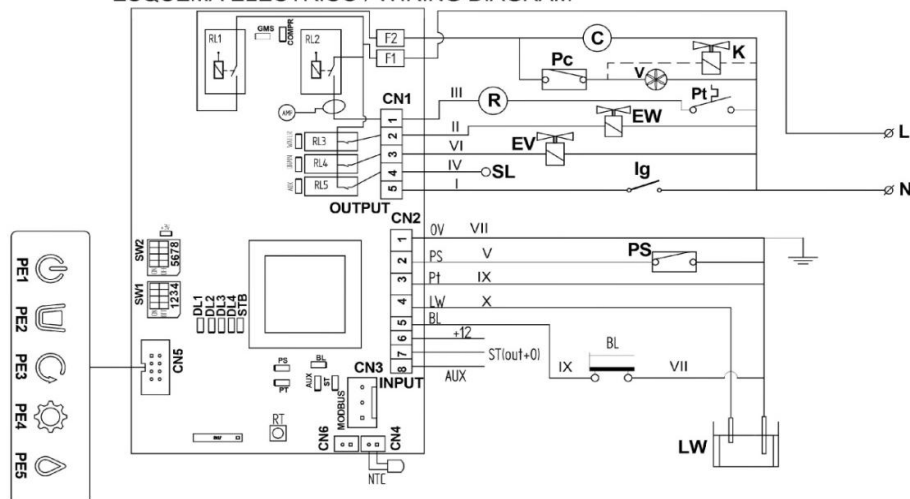 ESQUEMA ELÉCTRICO / WIRING DIAGRAM
RL1
GMS
COMPR
RL2
F2
F1
C
Pc
V
K
AMP
CN1
III
R
Pt
1
2
3
4
5
II
EW
VI
EV
IV
SL
I
Ig
L
N
RL3
RL4
RL5
AUX
OUTPUT
CN2
1
2
3
4
5
6
7
8
0V
VII
PS
V
PS
Pt
IX
LW
X
BL
+12
ST(out+0)
AUX
INPUT
BL
IX
VII
LW
SW2
5678
SW1
1234
DL1
DL2
DL3
DL4
STB
PE1
PE2
PE3
PE4
PE5
CN5
PS
PT
BL
AUX
ST
CN3
MODBUS
RT
CN6
CN4
NTC